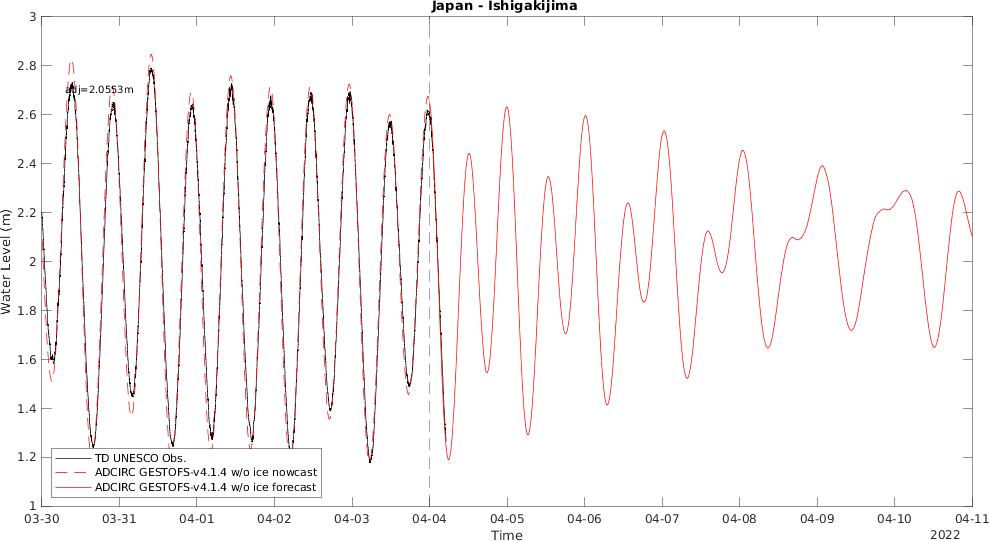 Japan - Ishigakijima
Water Level (m)
3
2.8
2.6
2.4
2.2
2
1.8
1.6
1.4
1.2
1
adj=2.0553m
TD UNESCO Obs.
ADCIRC GESTOFS-v4.1.4 w/o ice nowcast
ADCIRC GESTOFS-v4.1.4 w/o ice forecast
03-30 03-31 04-01 04-02 04-03 04-04 04-05 04-06 04-07 04-08 04-09 04-10 04-11
Time
2022